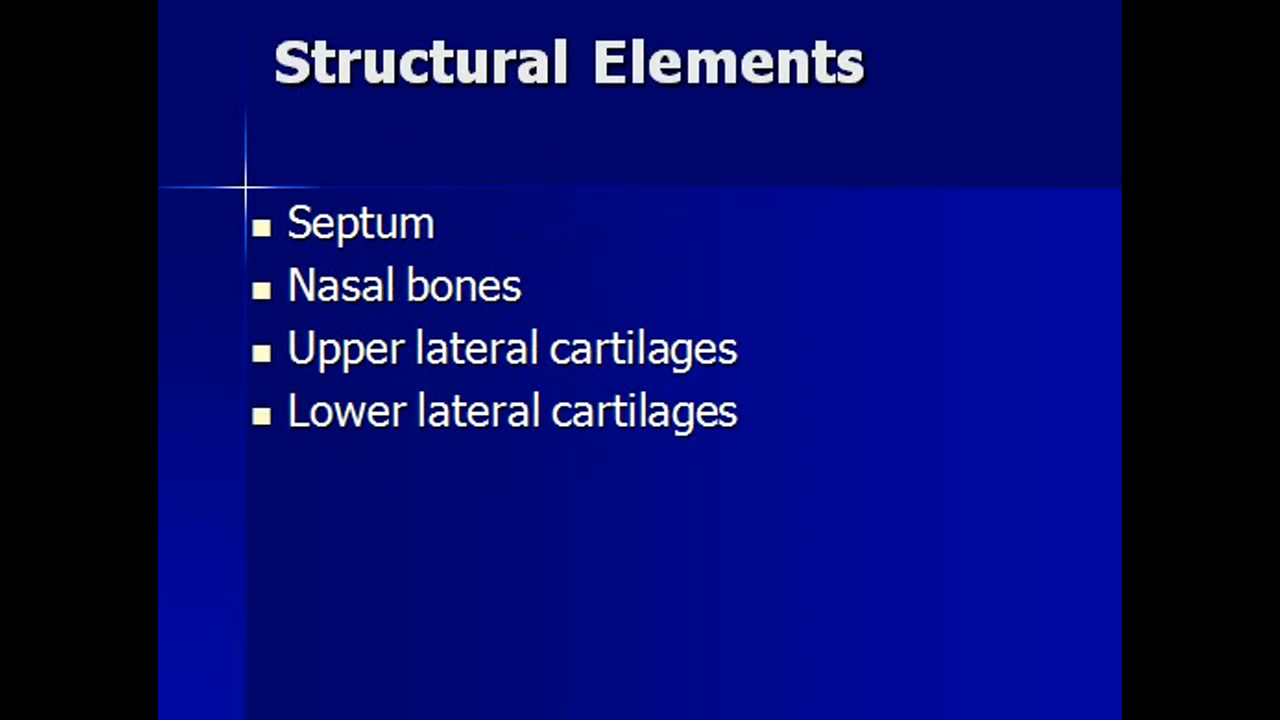 Structural Elements
Septum
Nasal bones
Upper lateral cartilages
Lower lateral cartilages